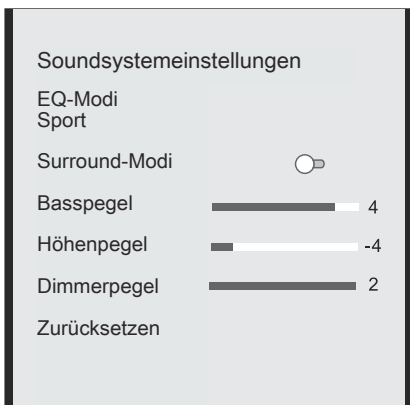 Soundsystemeinstellungen
EQ-Modi
Sport
Surround-Modi
Basspegel 4
Höhenpegel -4
Dimmerpegel 2
Zurücksetzen